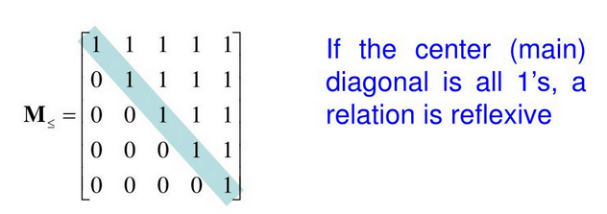 1 1 1 1 1
0 1 1 1 1
M≤ = 0 0 1 1 1
0 0 0 1 1
0 0 0 0 1
If the center (main)
diagonal is all 1's, a
relation is reflexive